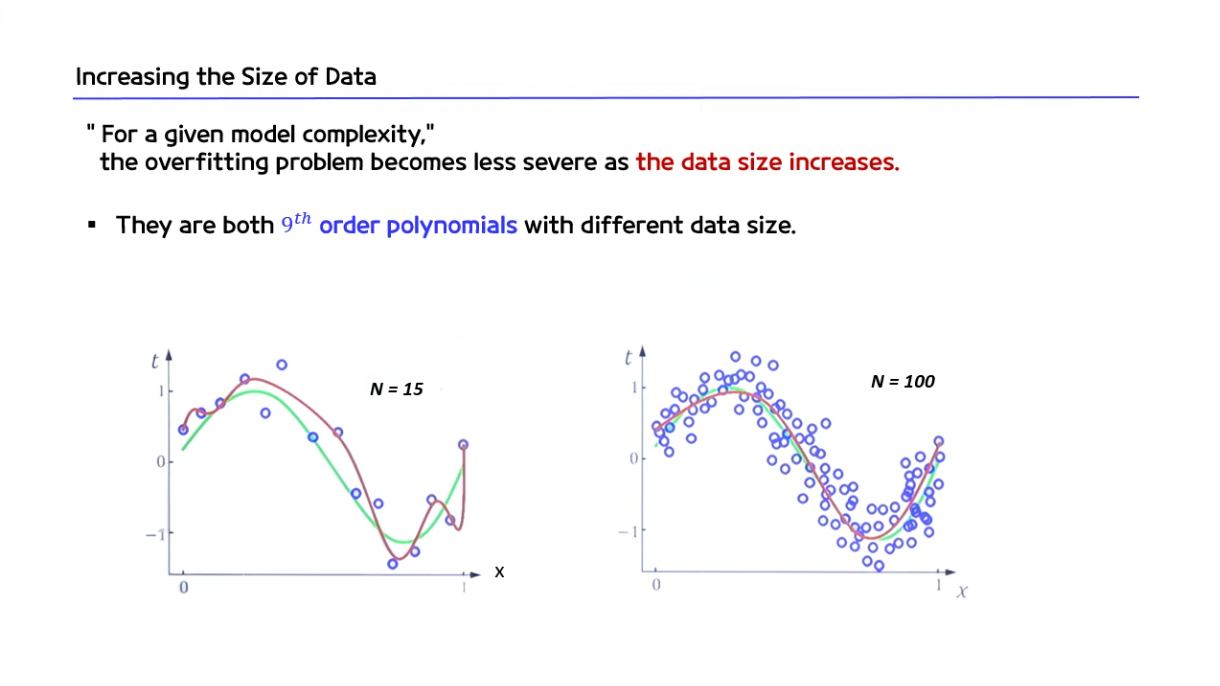 Increasing the Size of Data
" For a given model complexity,"
the overfitting problem becomes less severe as the data size increases.
▪ They are both 9th order polynomials with different data size.
t
N = 15
1
0
−1
0
1
x
t
N = 100
1
0
−1
0
1
x